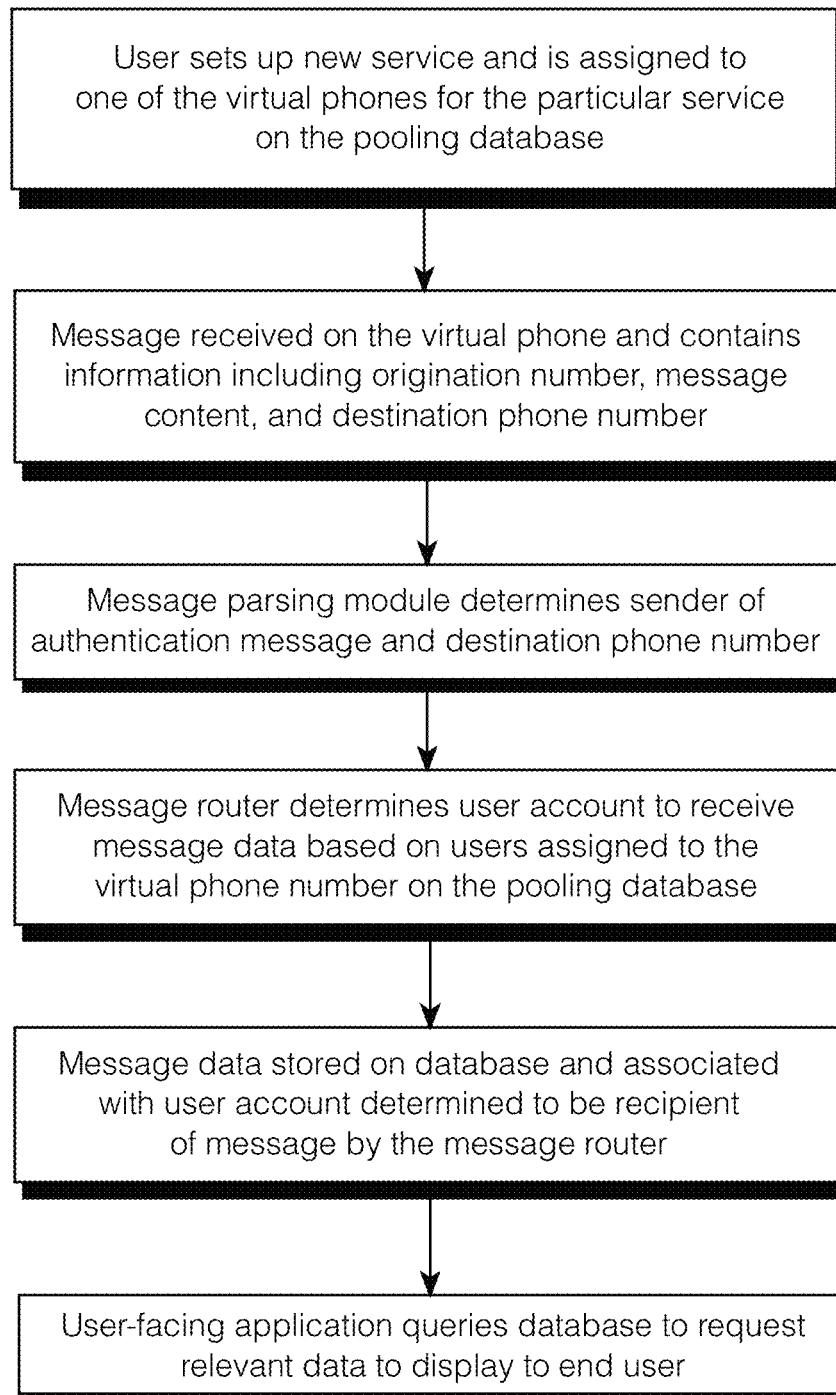 User sets up new service and is assigned to
one of the virtual phones for the particular service
on the pooling database
Message received on the virtual phone and contains
information including origination number, message
content, and destination phone number
Message parsing module determines sender of
authentication message and destination phone number
Message router determines user account to receive
message data based on users assigned to the
virtual phone number on the pooling database
Message data stored on database and associated
with user account determined to be recipient
of message by the message router
User-facing application queries database to request
relevant data to display to end user